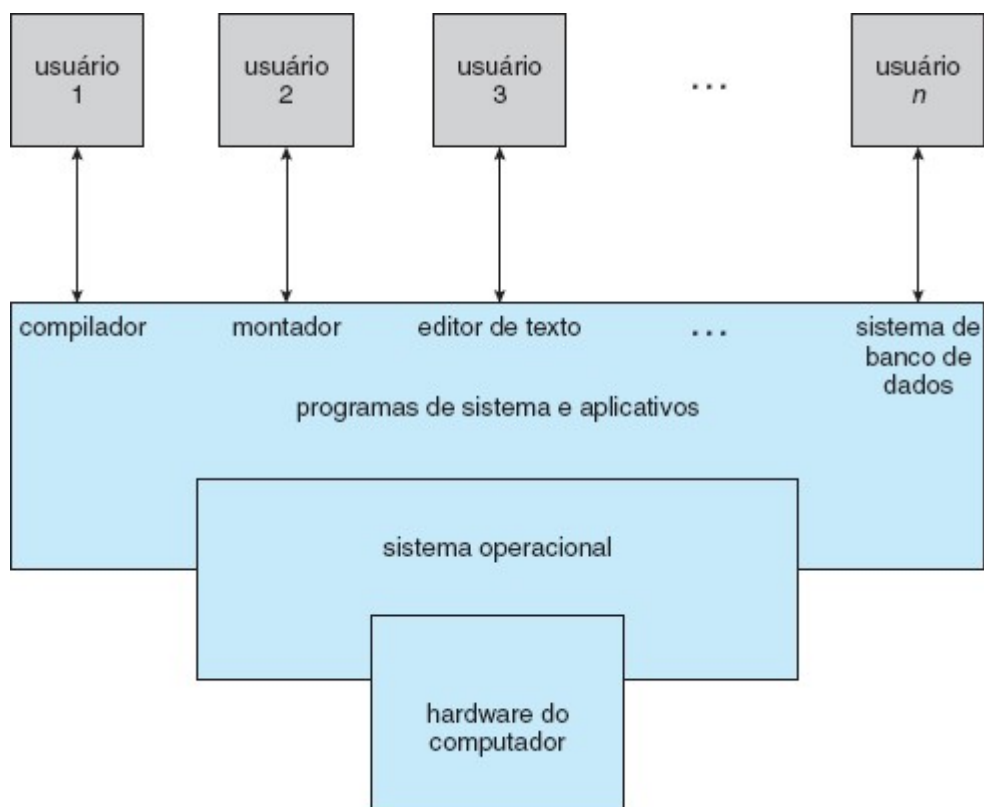 usuário
1
usuário
2
usuário
3
...
usuário
n
compilador
montador
editor de texto
...
sistema de
banco de
dados
programas de sistema e aplicativos
sistema operacional
hardware do
computador